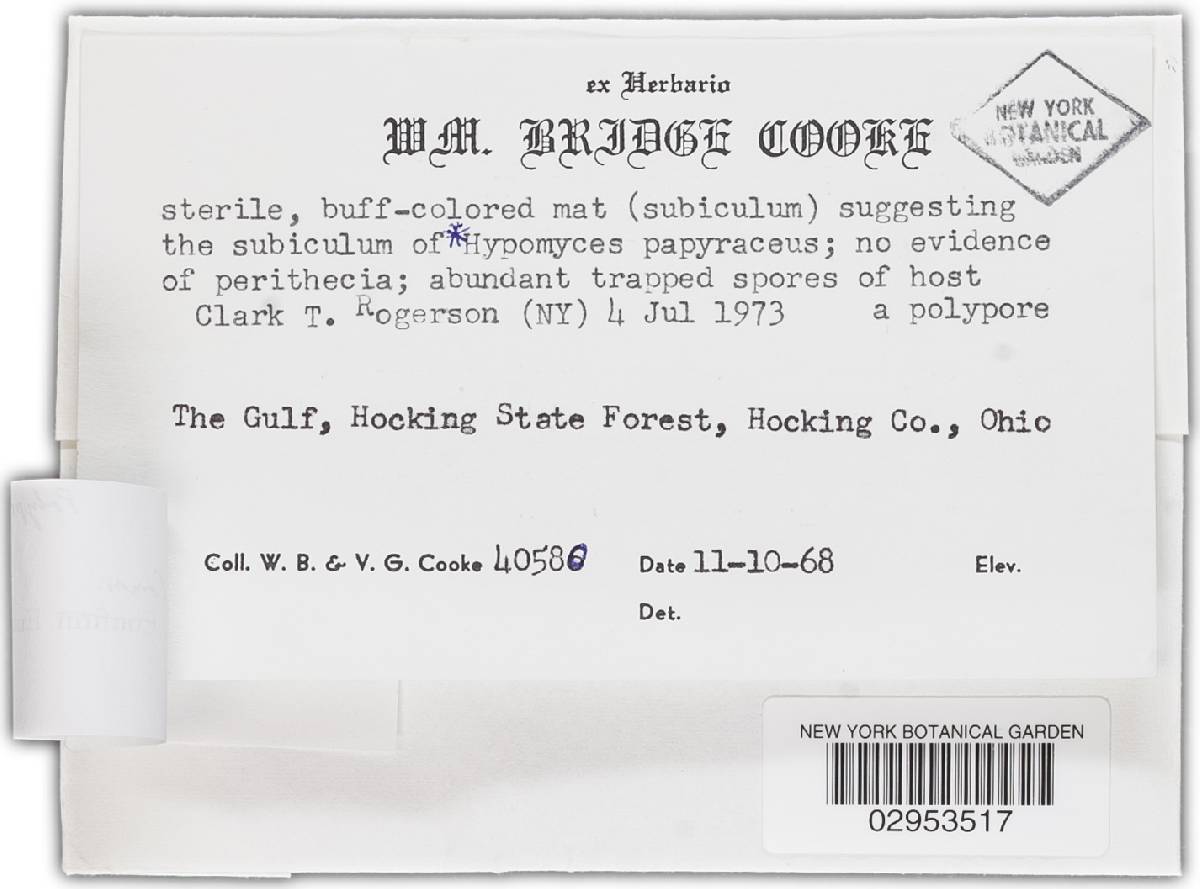 ex Herbario
WM. BRIDGE COOKE
NEW YORK
BOTANICAL
GARDEN
sterile, buff-colored mat (subiculum) suggesting
the subiculum of *Hypomyces papyraceus; no evidence
of perithecia; abundant trapped spores of host
Clark T. Rogerson (NY) 4 Jul 1973 a polypore
The Gulf, Hocking State Forest, Hocking Co., Ohio
Coll. W. B. & V. G. Cooke 40586 Date 11-10-68 Elev.
Det.
NEW YORK BOTANICAL GARDEN
02953517